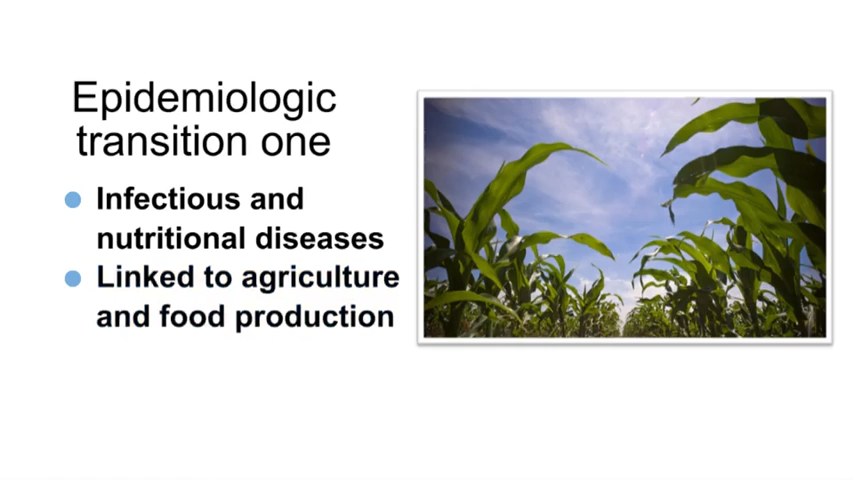 Epidemiologic
transition one
Infectious and
nutritional diseases
Linked to agriculture
and food production